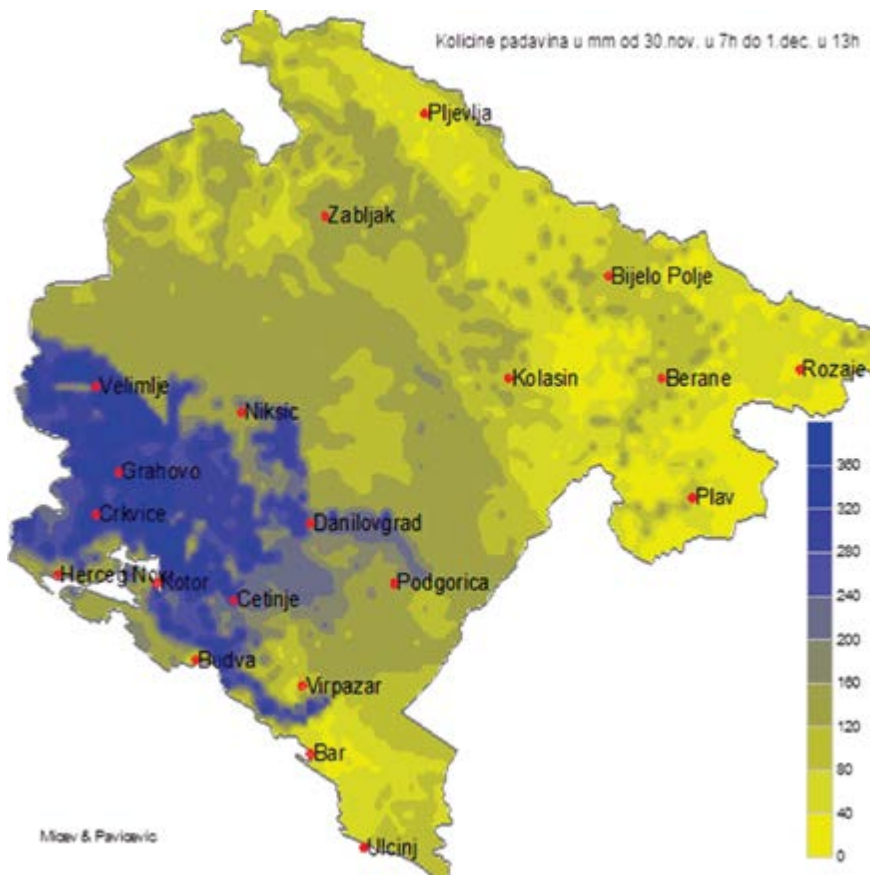 Kolicine padavina u mm od 30.nov. u 7h do 1.dec. u 13h
Pljevlja
Zabljak
Bijelo Polje
Kolasin
Berane
Rozaje
Velimlje
Niksic
Grahovo
Crkvice
Danilovgrad
Plav
Herceg Novi
Kotor
Cetinje
Podgorica
Budva
Virpazar
Bar
Ulcinj
360
320
280
240
200
160
120
80
40
0
Micev & Pavicevic